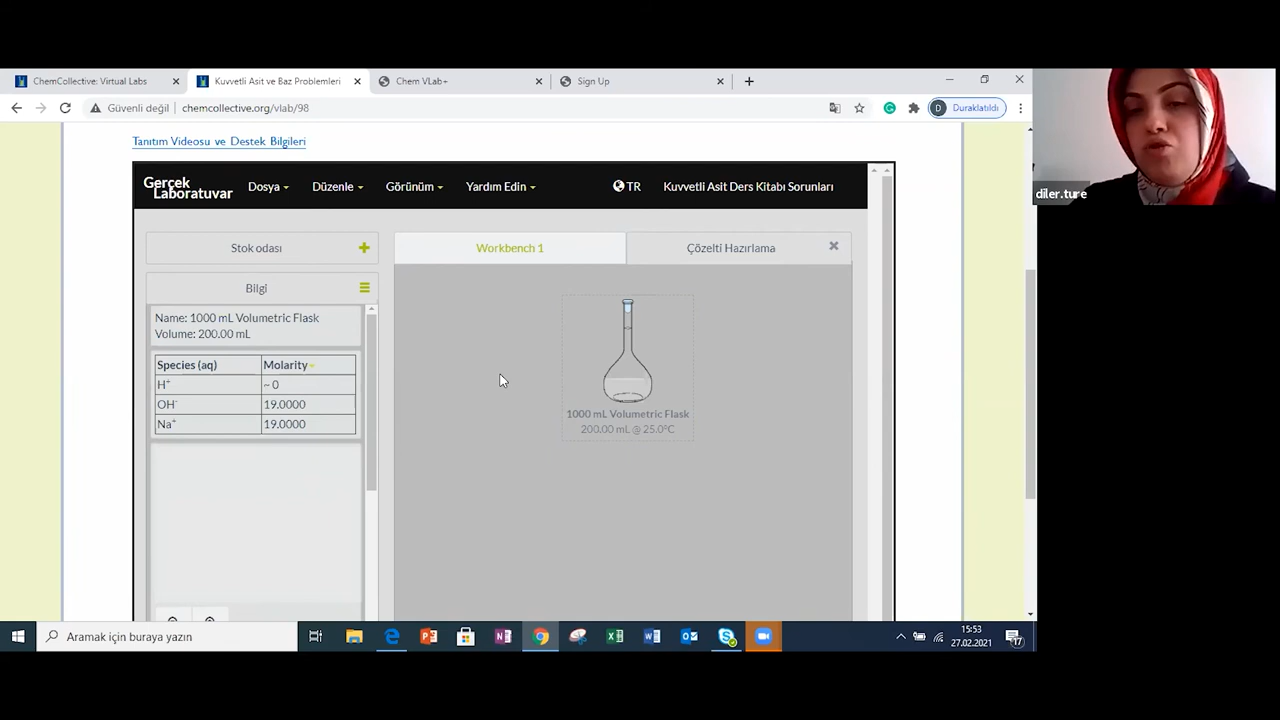 ChemCollective: Virtual Labs
Kuvvetli Asit ve Baz Problemleri
Chem VLab+
Sign Up
Güvenli değil
chemcollective.org/vlab/98
D
Duraklatıldı
diler.ture
Tanıtım Videosu ve Destek Bilgileri
Gerçek
Laboratuvar
Dosya
Düzenle
Görünüm
Yardım Edin
TR
Kuvvetli Asit Ders Kitabı Sorunları
Stok odası
Workbench 1
Çözelti Hazırlama
Bilgi
Name: 1000 mL Volumetric Flask
Volume: 200.00 mL
Species (aq) Molarity
H⁺ ~ 0
OH⁻ 19.0000
Na⁺ 19.0000
1000 mL Volumetric Flask
200.00 mL @ 25.0°C
Aramak için buraya yazın
15:53
27.02.2021
17